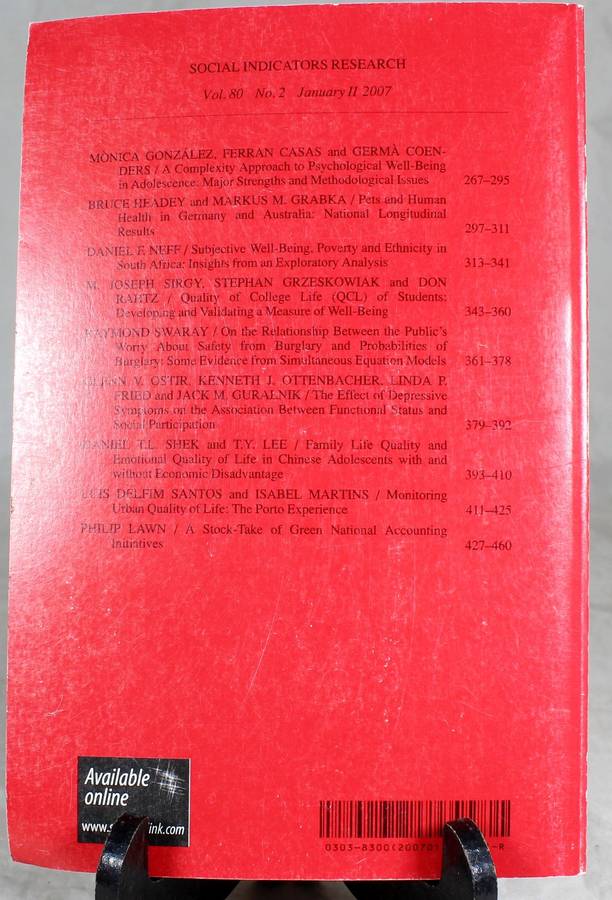 SOCIAL INDICATORS RESEARCH
Vol. 80 No. 2 January II 2007
MÒNICA GONZÁLEZ, FERRAN CASAS and GERMÀ COEN-
DERS / A Complexity Approach to Psychological Well-Being
in Adolescence: Major Strengths and Methodological Issues 267–295
BRUCE HEADEY and MARKUS M. GRABKA / Pets and Human
Health in Germany and Australia: National Longitudinal
Results 297–311
DANIEL F. NEFF / Subjective Well-Being, Poverty and Ethnicity in
South Africa: Insights from an Exploratory Analysis 313–341
M. JOSEPH SIRGY, STEPHAN GRZESKOWIAK and DON
RAHTZ / Quality of College Life (QCL) of Students:
Developing and Validating a Measure of Well-Being 343–360
RAYMOND SWARAY / On the Relationship Between the Public's
Worry About Safety from Burglary and Probabilities of
Burglary: Some Evidence from Simultaneous Equation Models 361–378
GLENN V. OSTIR, KENNETH J. OTTENBACHER, LINDA P.
FRIED and JACK M. GURALNIK / The Effect of Depressive
Symptoms on the Association Between Functional Status and
Social Participation 379–392
DANIEL T.L. SHEK and T.Y. LEE / Family Life Quality and
Emotional Quality of Life in Chinese Adolescents with and
without Economic Disadvantage 393–410
LUIS DELFIM SANTOS and ISABEL MARTINS / Monitoring
Urban Quality of Life: The Porto Experience 411–425
PHILIP LAWN / A Stock-Take of Green National Accounting
Initiatives 427–460
Available
online